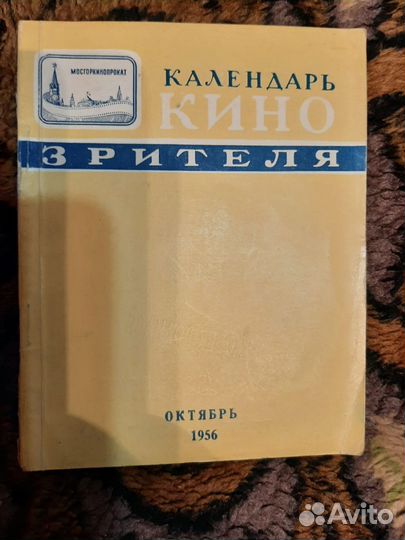 МОСГОРКИНОПРОКАТ
КАЛЕНДАРЬ
КИНО
ЗРИТЕЛЯ
ОКТЯБРЬ
1956
Avito